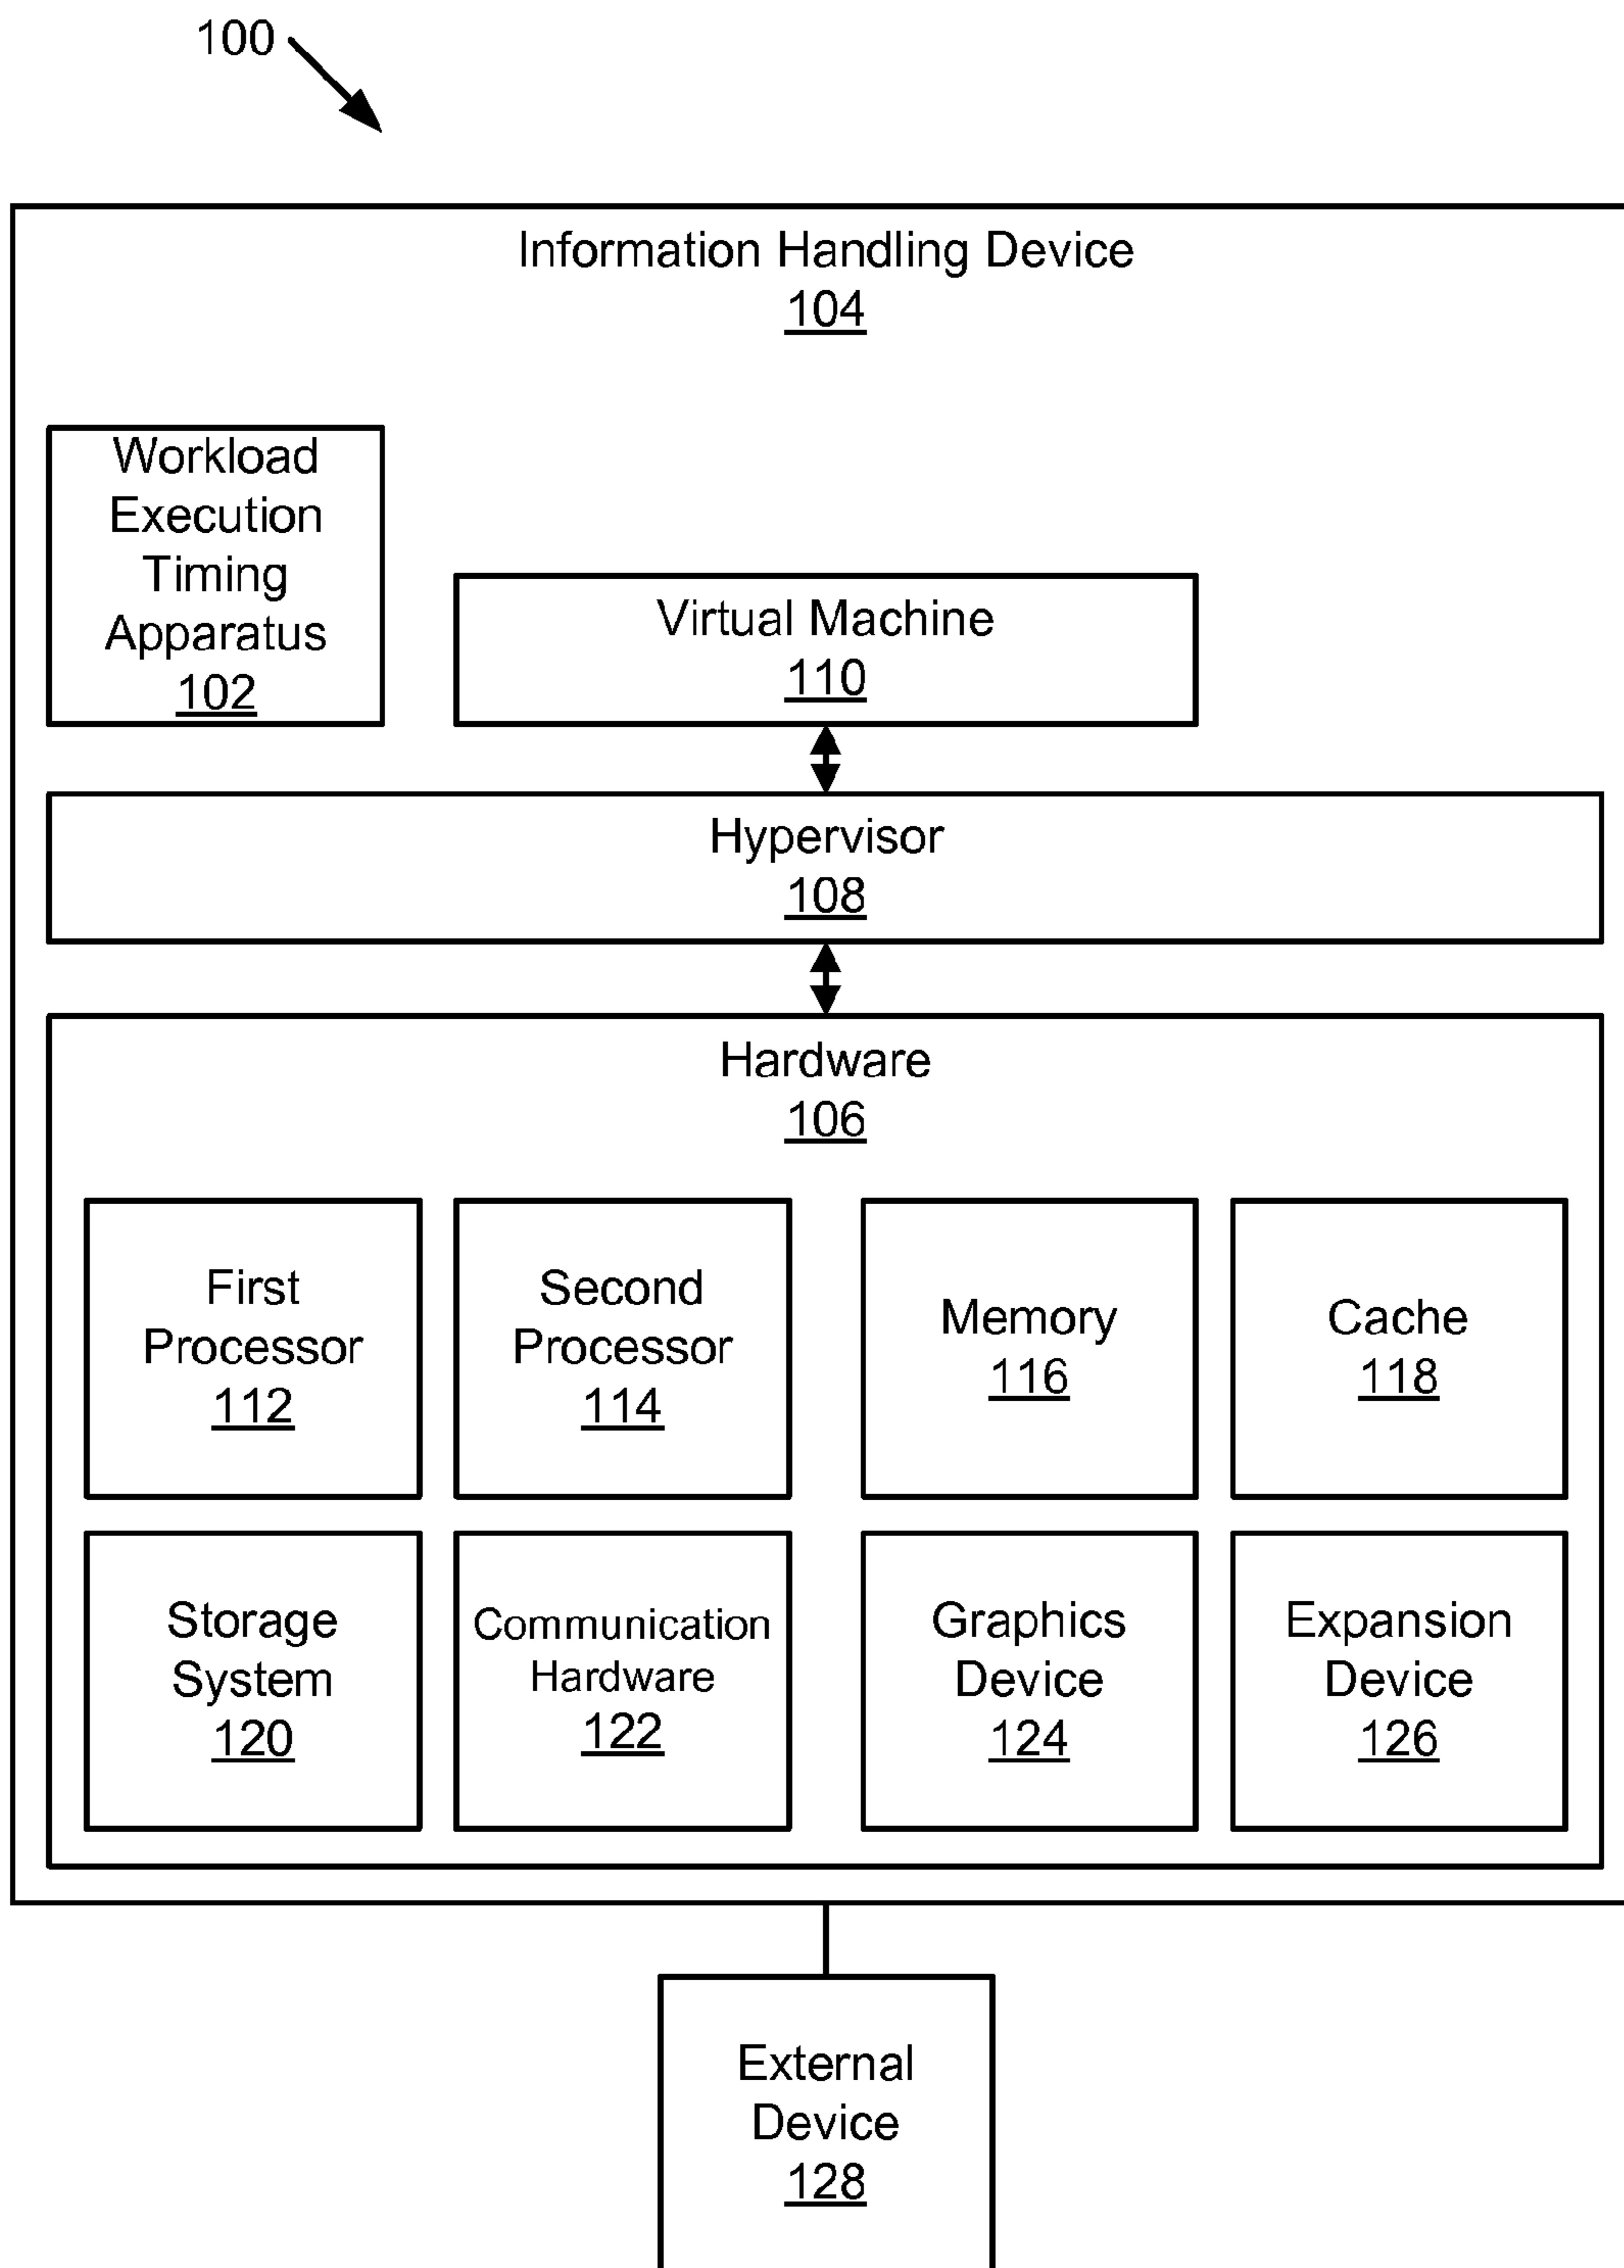 100
Information Handling Device
104
Workload
Execution
Timing
Apparatus
102
Virtual Machine
110
Hypervisor
108
Hardware
106
First
Processor
112
Second
Processor
114
Memory
116
Cache
118
Storage
System
120
Communication
Hardware
122
Graphics
Device
124
Expansion
Device
126
External
Device
128